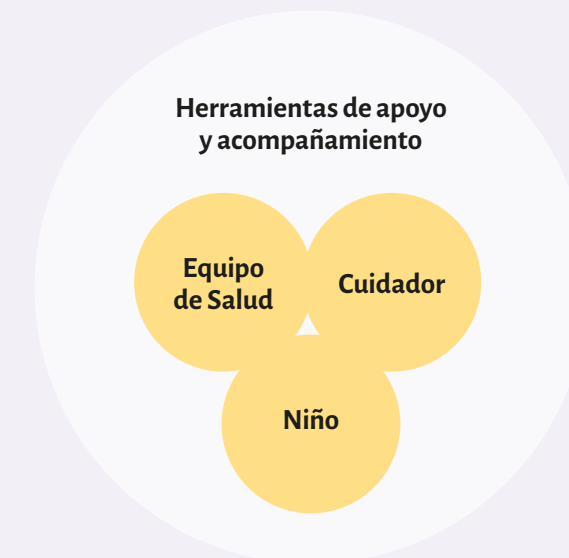 Herramientas de apoyo
y acompañamiento
Equipo
de Salud
Cuidador
Niño